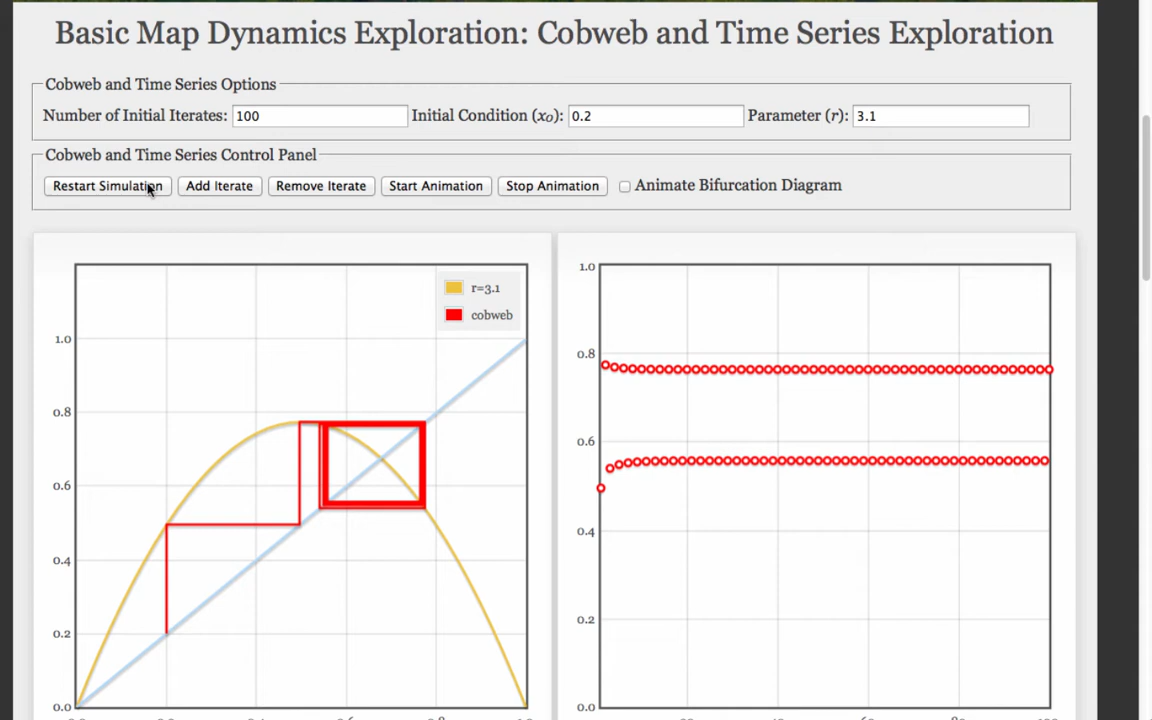 Basic Map Dynamics Exploration: Cobweb and Time Series Exploration
Cobweb and Time Series Options
Number of Initial Iterates: 100 Initial Condition (x₀): 0.2 Parameter (r): 3.1
Cobweb and Time Series Control Panel
Restart Simulation Add Iterate Remove Iterate Start Animation Stop Animation Animate Bifurcation Diagram
r=3.1
cobweb
1.0
0.8
0.6
0.4
0.2
0.0
1.0
0.8
0.6
0.4
0.2
0.0